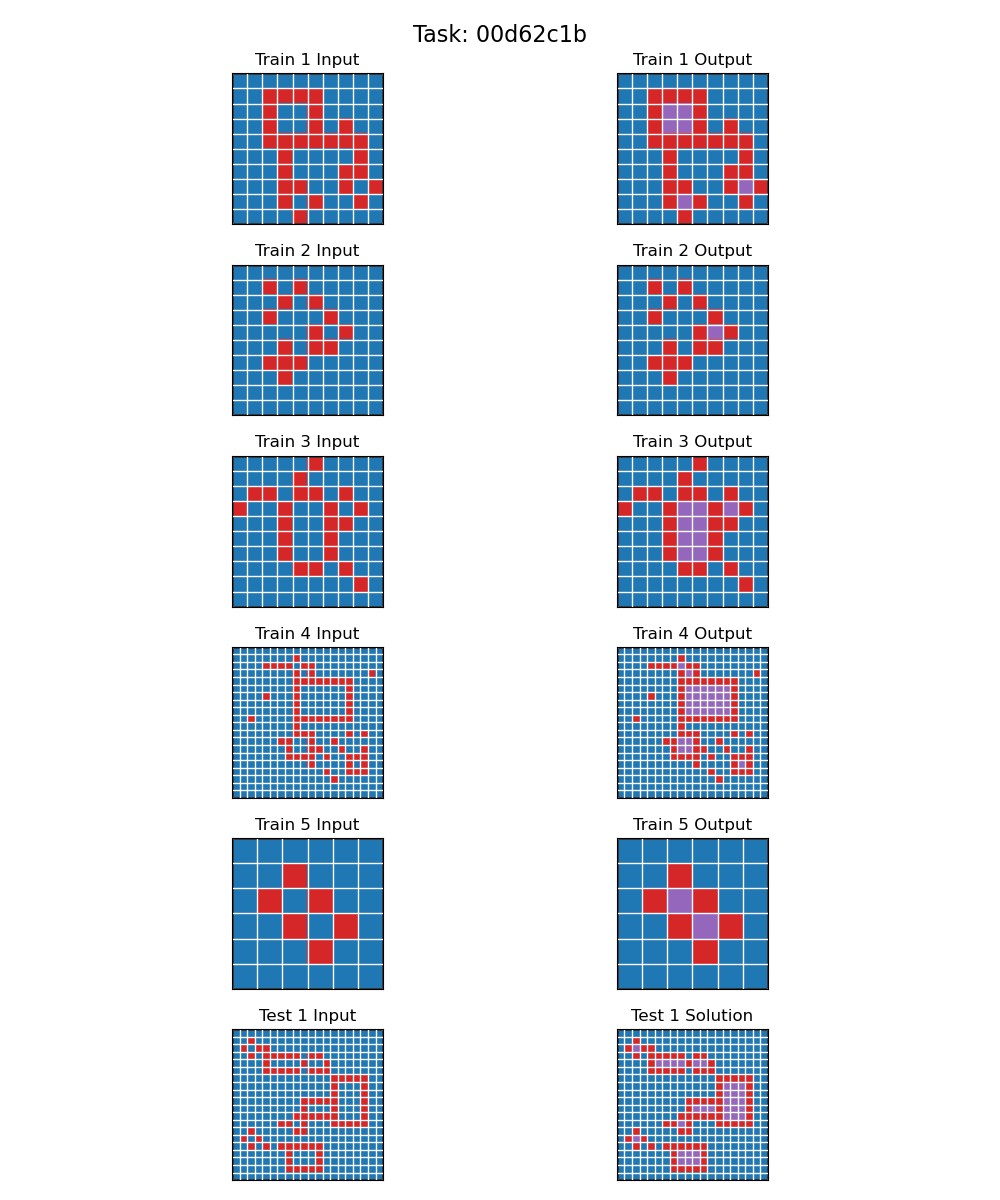 Task: 00d62c1b
Train 1 Input
Train 1 Output
Train 2 Input
Train 2 Output
Train 3 Input
Train 3 Output
Train 4 Input
Train 4 Output
Train 5 Input
Train 5 Output
Test 1 Input
Test 1 Solution